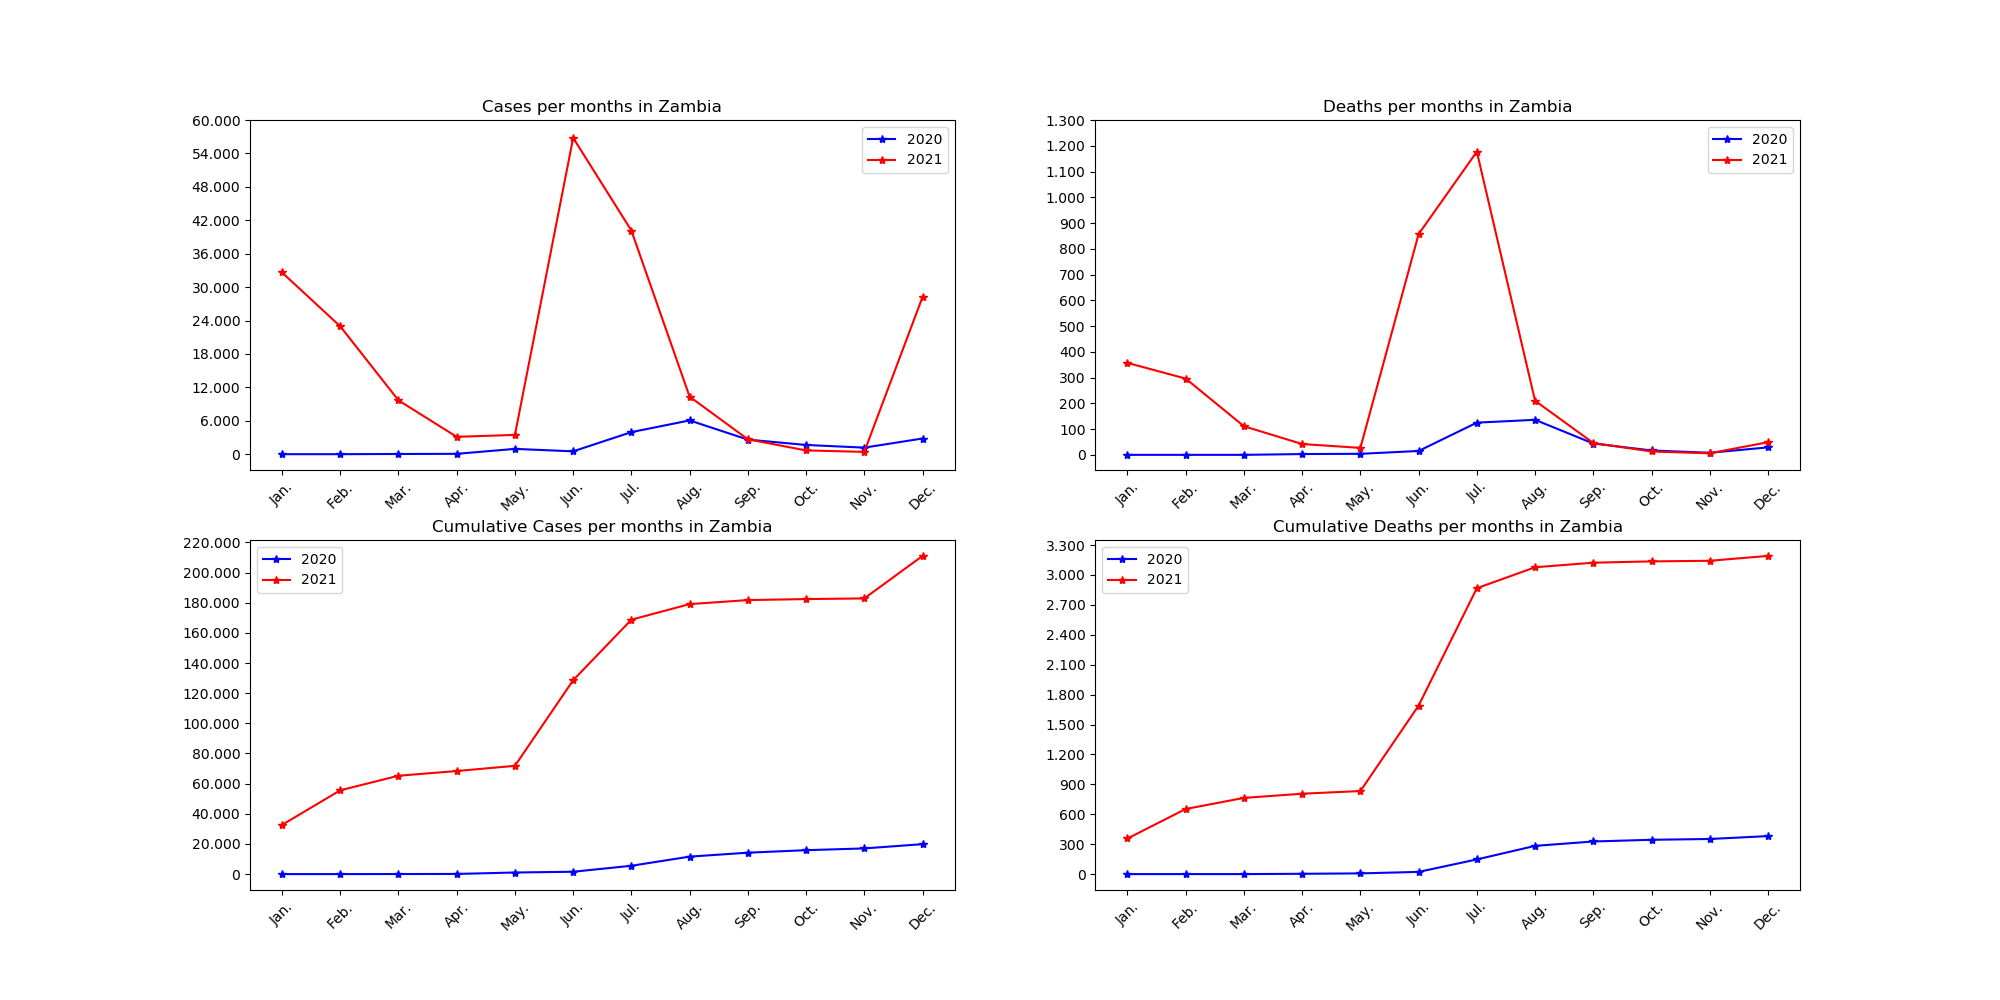 Cases per months in Zambia
60.000
54.000
48.000
42.000
36.000
30.000
24.000
18.000
12.000
6.000
0
2020
2021
Jan.
Feb.
Mar.
Apr.
May.
Jun.
Jul.
Aug.
Sep.
Oct.
Nov.
Dec.
Deaths per months in Zambia
1.300
1.200
1.100
1.000
900
800
700
600
500
400
300
200
100
0
2020
2021
Jan.
Feb.
Mar.
Apr.
May.
Jun.
Jul.
Aug.
Sep.
Oct.
Nov.
Dec.
Cumulative Cases per months in Zambia
220.000
200.000
180.000
160.000
140.000
120.000
100.000
80.000
60.000
40.000
20.000
0
2020
2021
Jan.
Feb.
Mar.
Apr.
May.
Jun.
Jul.
Aug.
Sep.
Oct.
Nov.
Dec.
Cumulative Deaths per months in Zambia
3.300
3.000
2.700
2.400
2.100
1.800
1.500
1.200
900
600
300
0
2020
2021
Jan.
Feb.
Mar.
Apr.
May.
Jun.
Jul.
Aug.
Sep.
Oct.
Nov.
Dec.